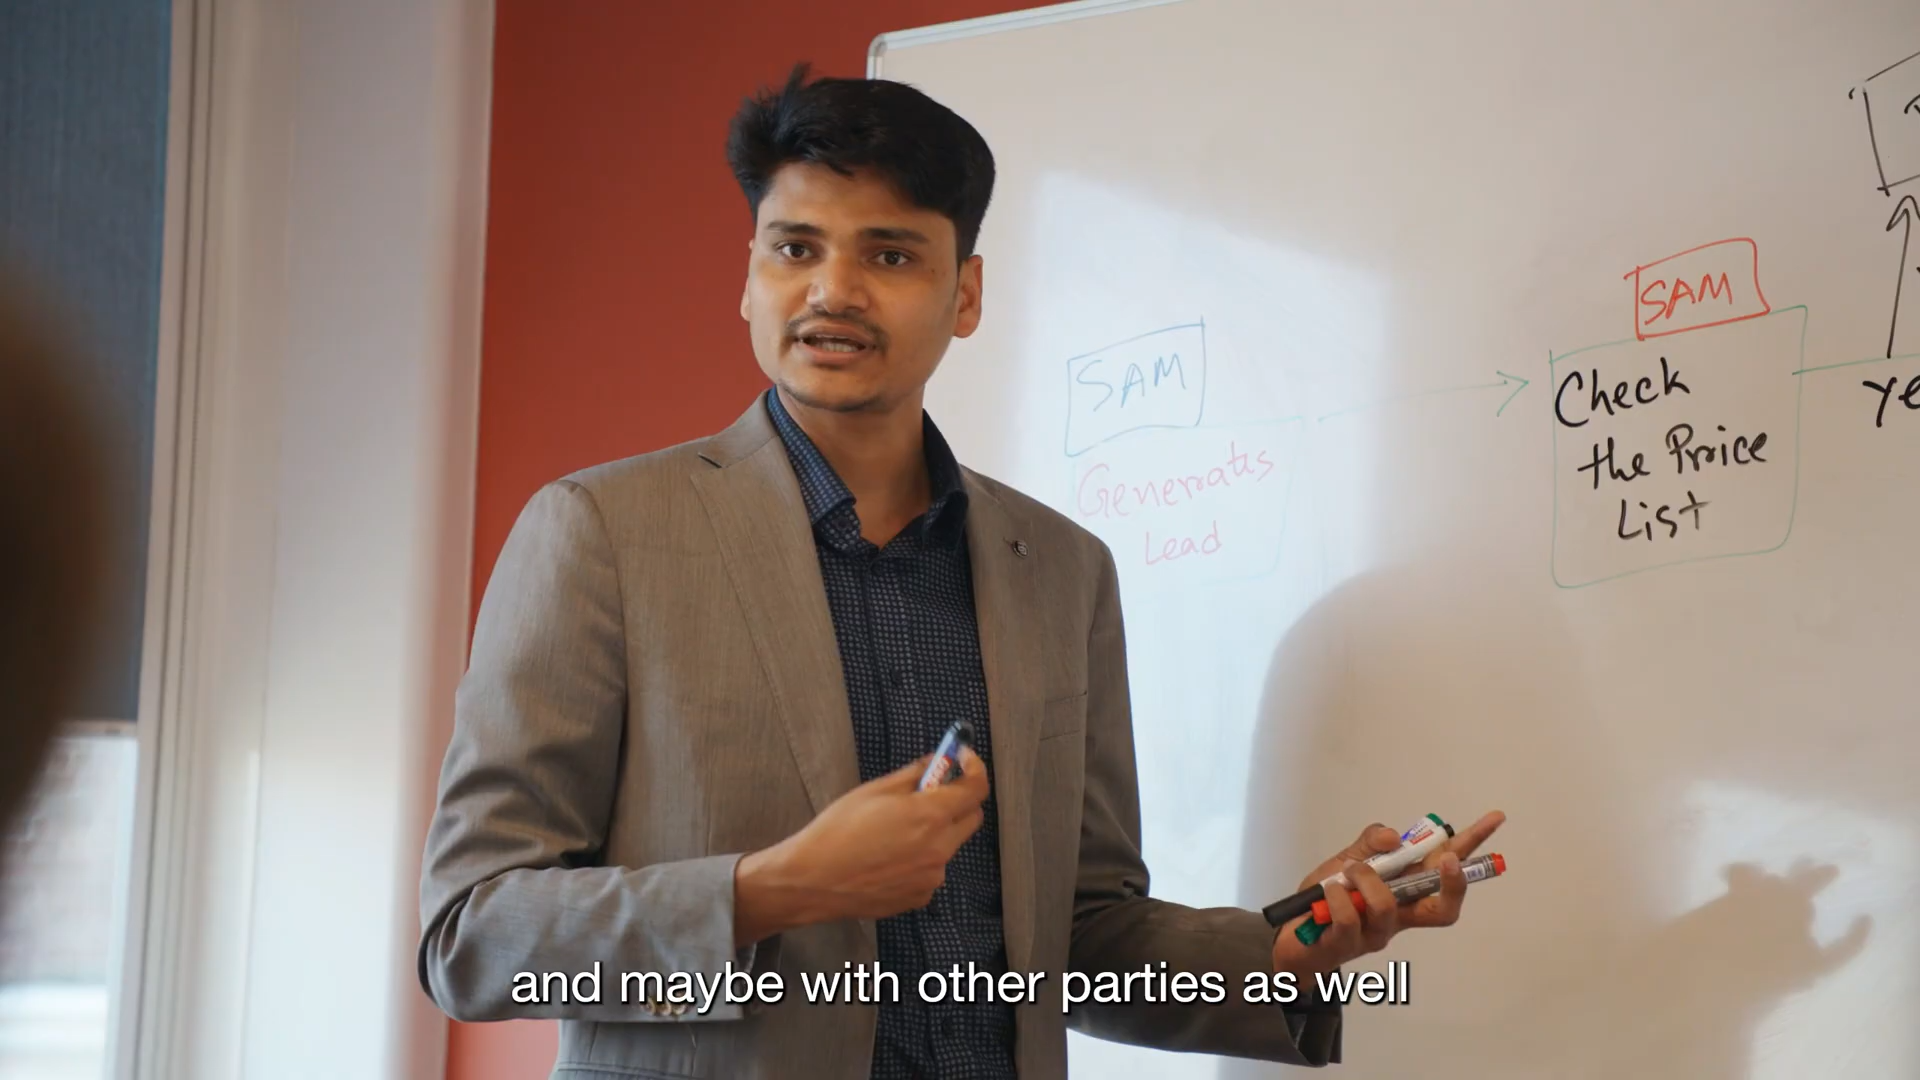 SAM
Generates
Lead
SAM
Check
the Price
List
and maybe with other parties as well